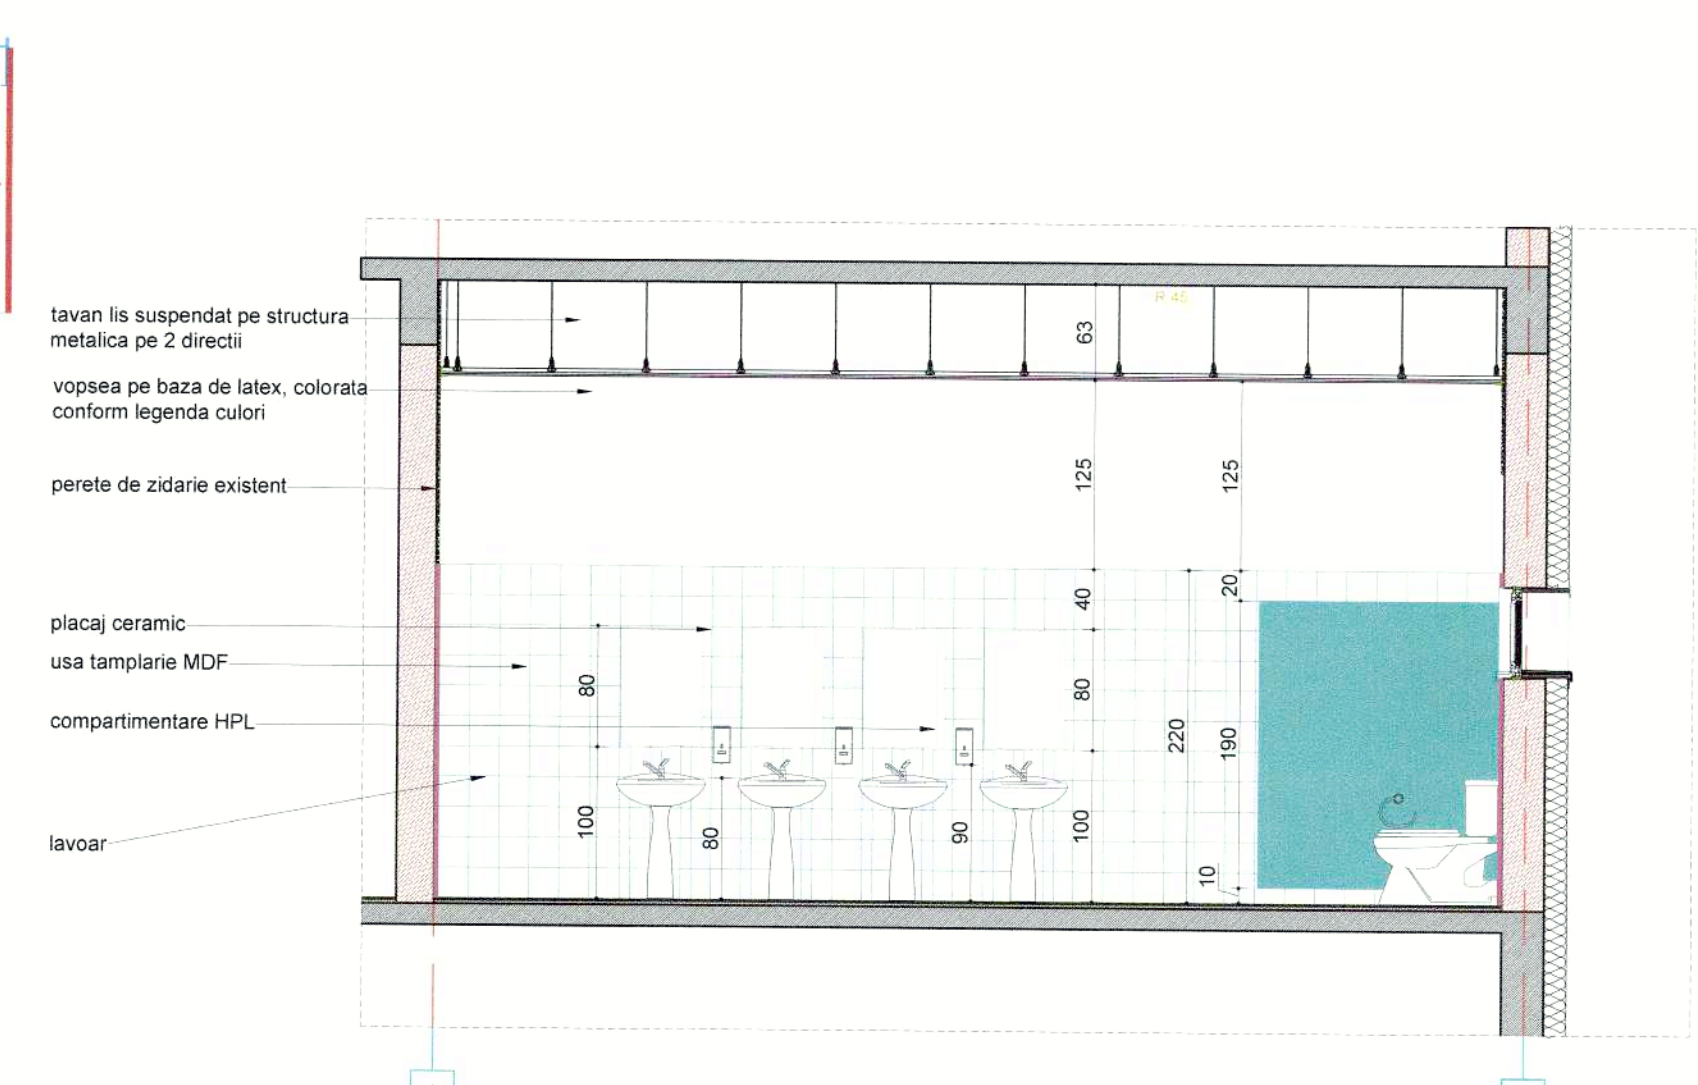 tavan lis suspendat pe structura
metalica pe 2 directii
vopsea pe baza de latex, colorata
conform legenda culori
perete de zidarie existent
placaj ceramic
usa tamplarie MDF
compartimentare HPL
lavoar
R 45
63
125
125
40
20
80
80
220
190
100
80
90
100
10